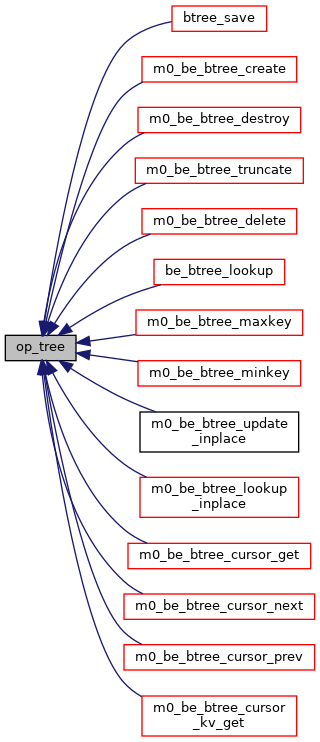 btree_save
m0_be_btree_create
m0_be_btree_destroy
m0_be_btree_truncate
m0_be_btree_delete
be_btree_lookup
m0_be_btree_maxkey
op_tree
m0_be_btree_minkey
m0_be_btree_update
_inplace
m0_be_btree_lookup
_inplace
m0_be_btree_cursor_get
m0_be_btree_cursor_next
m0_be_btree_cursor_prev
m0_be_btree_cursor
_kv_get